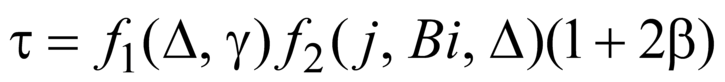 τ = f₁(Δ, γ) f₂(j, Bi, Δ)(1 + 2β)